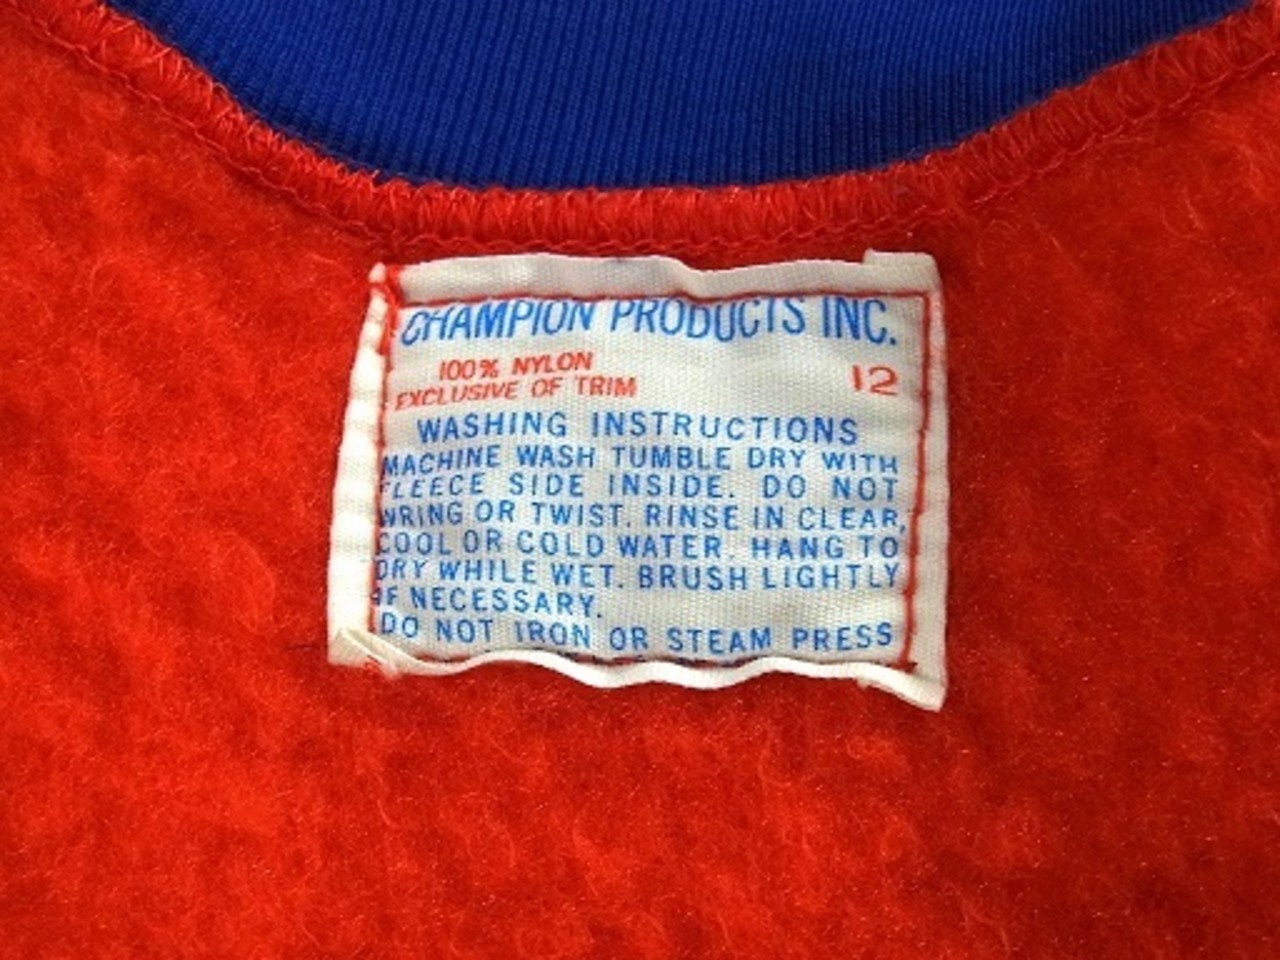 CHAMPION PRODUCTS INC.
100% NYLON
EXCLUSIVE OF TRIM 12
WASHING INSTRUCTIONS
MACHINE WASH TUMBLE DRY WITH
FLEECE SIDE INSIDE. DO NOT
WRING OR TWIST. RINSE IN CLEAR,
COOL OR COLD WATER. HANG TO
DRY WHILE WET. BRUSH LIGHTLY
IF NECESSARY.
DO NOT IRON OR STEAM PRESS